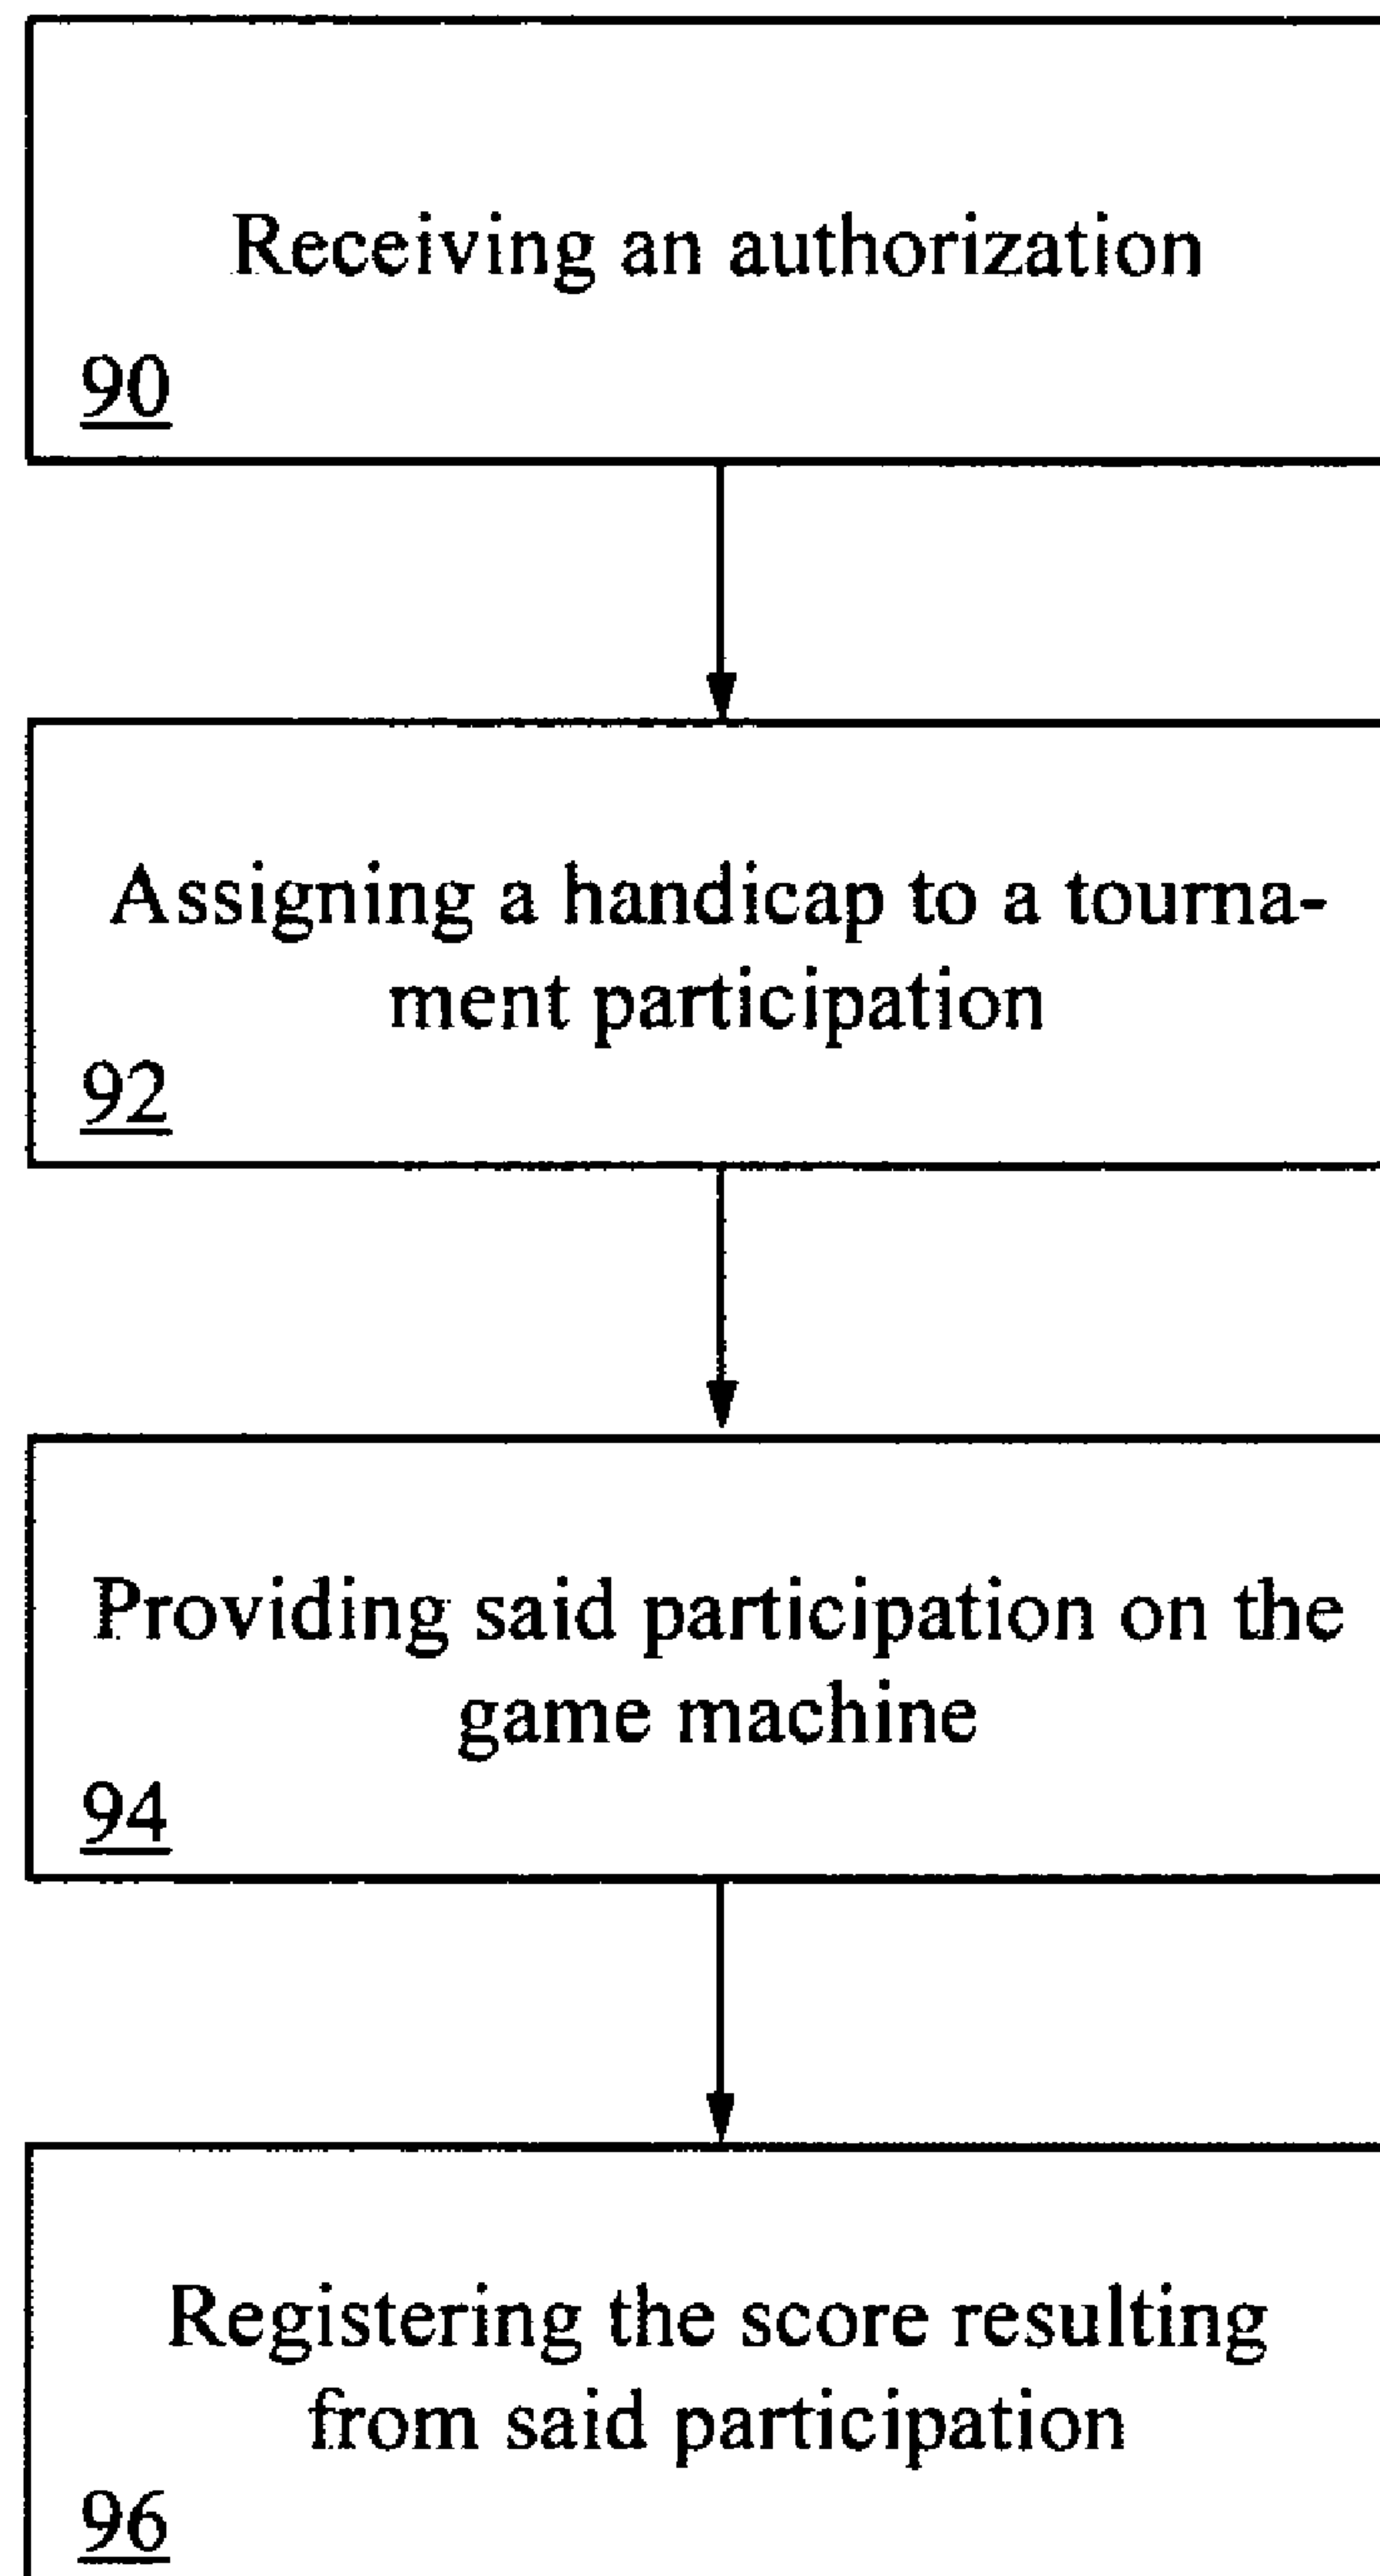 Receiving an authorization
90
Assigning a handicap to a tourna-
ment participation
92
Providing said participation on the
game machine
94
Registering the score resulting
from said participation
96